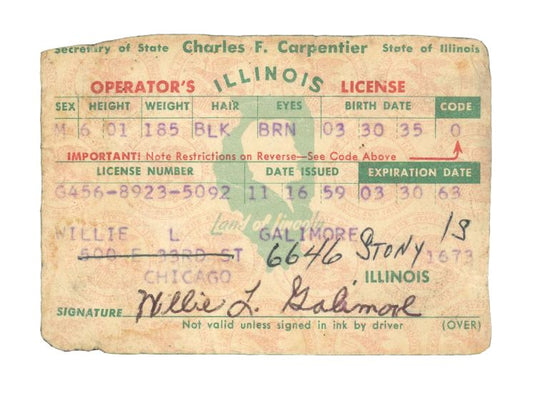 Secretary of State Charles F. Carpentier State of Illinois
OPERATOR'S ILLINOIS LICENSE
SEX HEIGHT WEIGHT HAIR EYES BIRTH DATE CODE
M 6 01 185 BLK BRN 03 30 35 0
IMPORTANT! Note Restrictions on Reverse—See Code Above
LICENSE NUMBER DATE ISSUED EXPIRATION DATE
G456-8923-5092 11 16 59 03 30 63
Land of Lincoln
WILLIE L - GALIMORE
500 E 33RD ST 6646 STONY IS 1673
CHICAGO ILLINOIS
SIGNATURE Willie L. Galimore
Not valid unless signed in ink by driver (OVER)